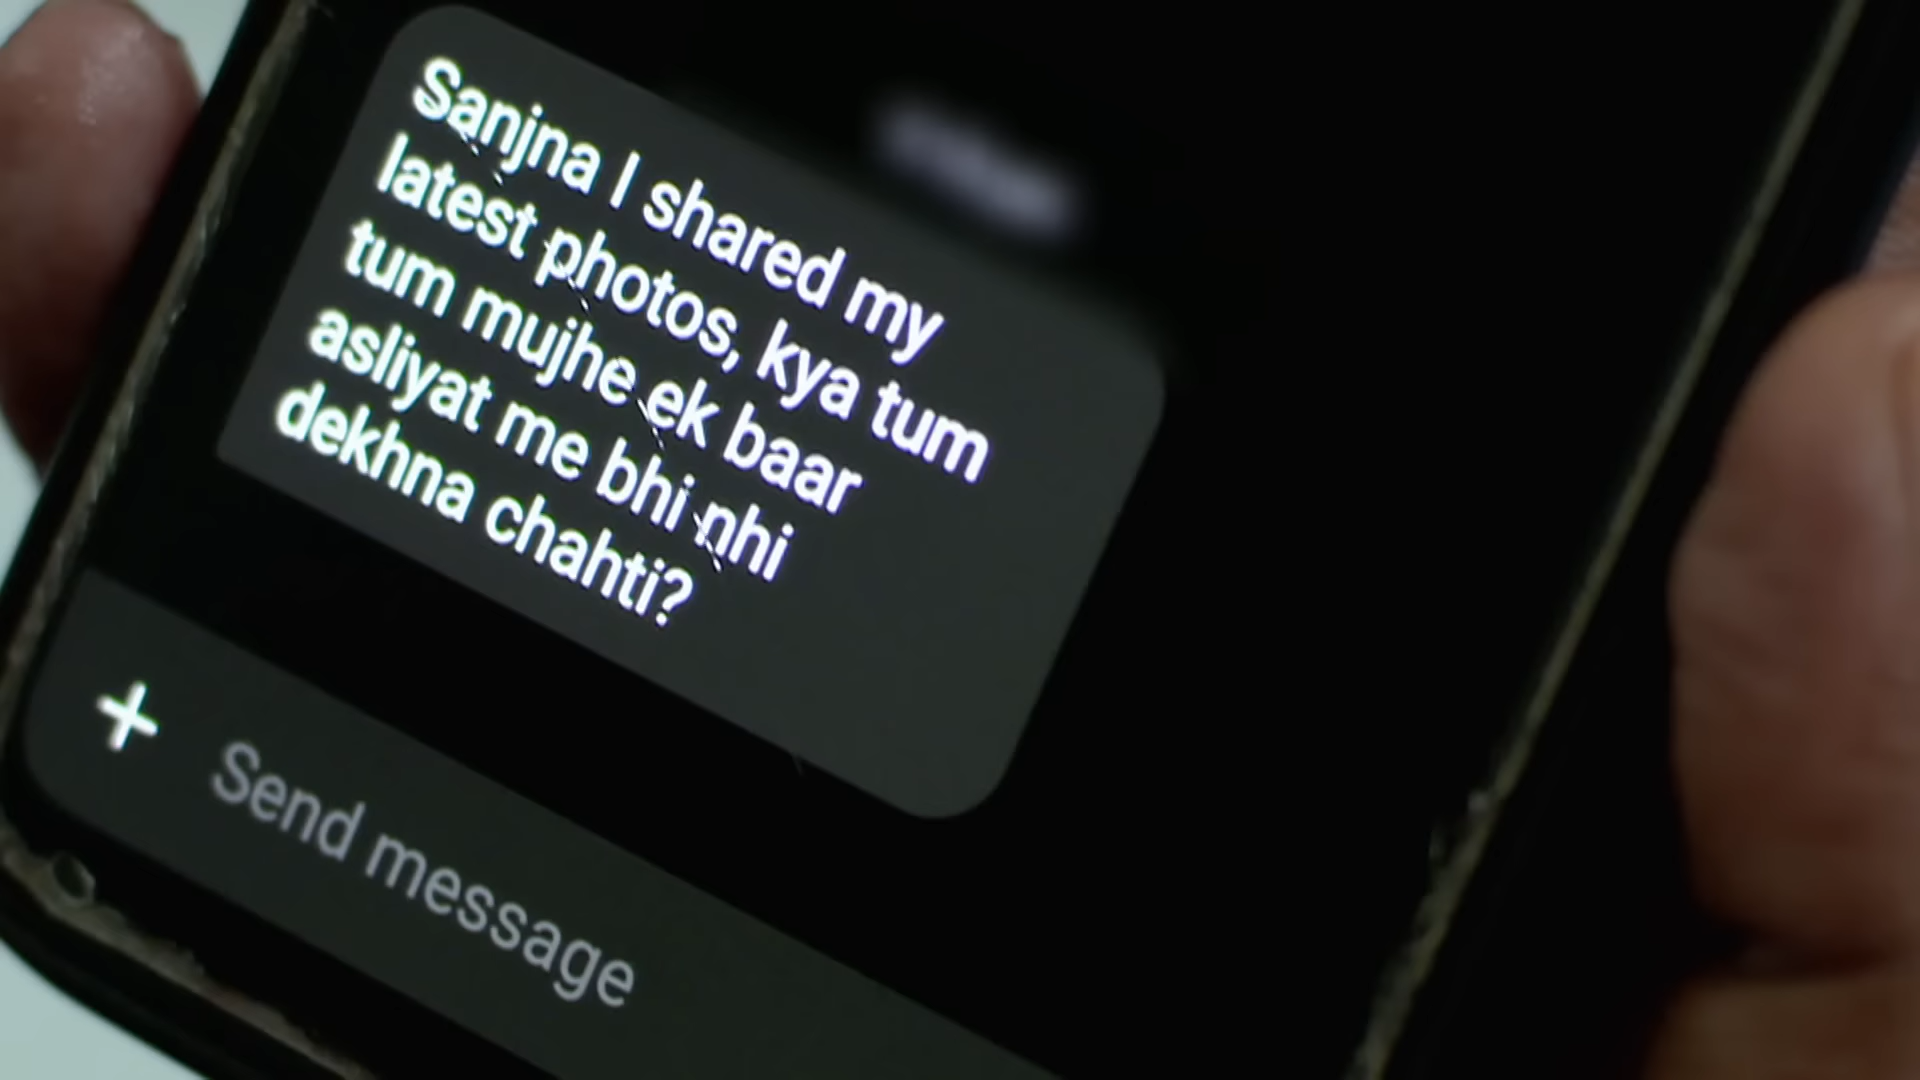 Sanjna I shared my
latest photos, kya tum
tum mujhe ek baar
asliyat me bhi nhi
dekhna chahti?
Send message